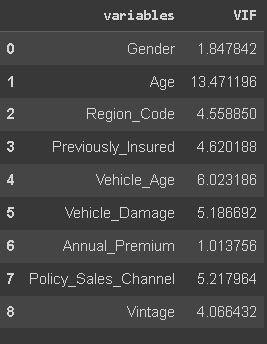 variables VIF
0 Gender 1.847842
1 Age 13.471196
2 Region_Code 4.558850
3 Previously_Insured 4.620188
4 Vehicle_Age 6.023186
5 Vehicle_Damage 5.186692
6 Annual_Premium 1.013756
7 Policy_Sales_Channel 5.217964
8 Vintage 4.066432